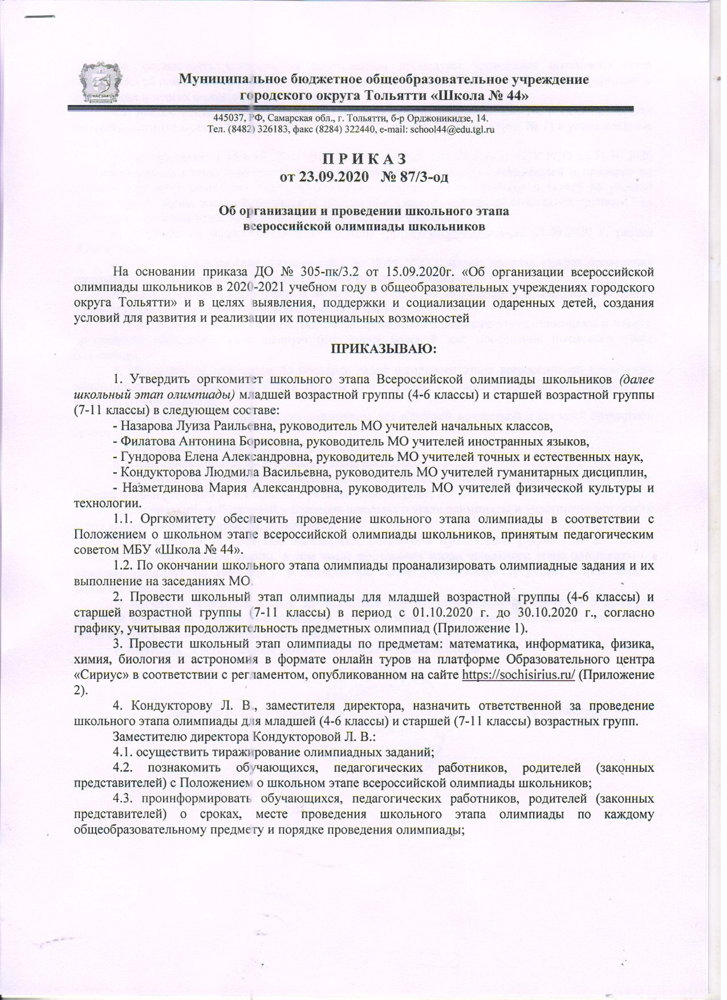 Муниципальное бюджетное общеобразовательное учреждение
городского округа Тольятти «Школа № 44»
445037, РФ, Самарская обл., г. Тольятти, б-р Орджоникидзе, 14.
Тел. (8482) 326183, факс (8284) 322440, e-mail: school44@edu.tgl.ru
П Р И К А З
от 23.09.2020 № 87/3-од
Об организации и проведении школьного этапа
всероссийской олимпиады школьников
На основании приказа ДО № 305-пк/3.2 от 15.09.2020г. «Об организации всероссийской
олимпиады школьников в 2020-2021 учебном году в общеобразовательных учреждениях городского
округа Тольятти» и в целях выявления, поддержки и социализации одаренных детей, создания
условий для развития и реализации их потенциальных возможностей
ПРИКАЗЫВАЮ:
1. Утвердить оргкомитет школьного этапа Всероссийской олимпиады школьников (далее
школьный этап олимпиады) младшей возрастной группы (4-6 классы) и старшей возрастной группы
(7-11 классы) в следующем составе:
- Назарова Луиза Раильевна, руководитель МО учителей начальных классов,
- Филатова Антонина Борисовна, руководитель МО учителей иностранных языков,
- Гундорова Елена Александровна, руководитель МО учителей точных и естественных наук,
- Кондукторова Людмила Васильевна, руководитель МО учителей гуманитарных дисциплин,
- Назметдинова Мария Александровна, руководитель МО учителей физической культуры и
технологии.
1.1. Оргкомитету обеспечить проведение школьного этапа олимпиады в соответствии с
Положением о школьном этапе всероссийской олимпиады школьников, принятым педагогическим
советом МБУ «Школа № 44».
1.2. По окончании школьного этапа олимпиады проанализировать олимпиадные задания и их
выполнение на заседаниях МО.
2. Провести школьный этап олимпиады для младшей возрастной группы (4-6 классы) и
старшей возрастной группы (7-11 классы) в период с 01.10.2020 г. до 30.10.2020 г., согласно
графику, учитывая продолжительность предметных олимпиад (Приложение 1).
3. Провести школьный этап олимпиады по предметам: математика, информатика, физика,
химия, биология и астрономия в формате онлайн туров на платформе Образовательного центра
«Сириус» в соответствии с регламентом, опубликованном на сайте https://sochisirius.ru/ (Приложение
2).
4. Кондукторову Л. В., заместителя директора, назначить ответственной за проведение
школьного этапа олимпиады для младшей (4-6 классы) и старшей (7-11 классы) возрастных групп.
Заместителю директора Кондукторовой Л. В.:
4.1. осуществить тиражирование олимпиадных заданий;
4.2. познакомить обучающихся, педагогических работников, родителей (законных
представителей) с Положением о школьном этапе всероссийской олимпиады школьников;
4.3. проинформировать обучающихся, педагогических работников, родителей (законных
представителей) о сроках, месте проведения школьного этапа олимпиады по каждому
общеобразовательному предмету и порядке проведения олимпиады;